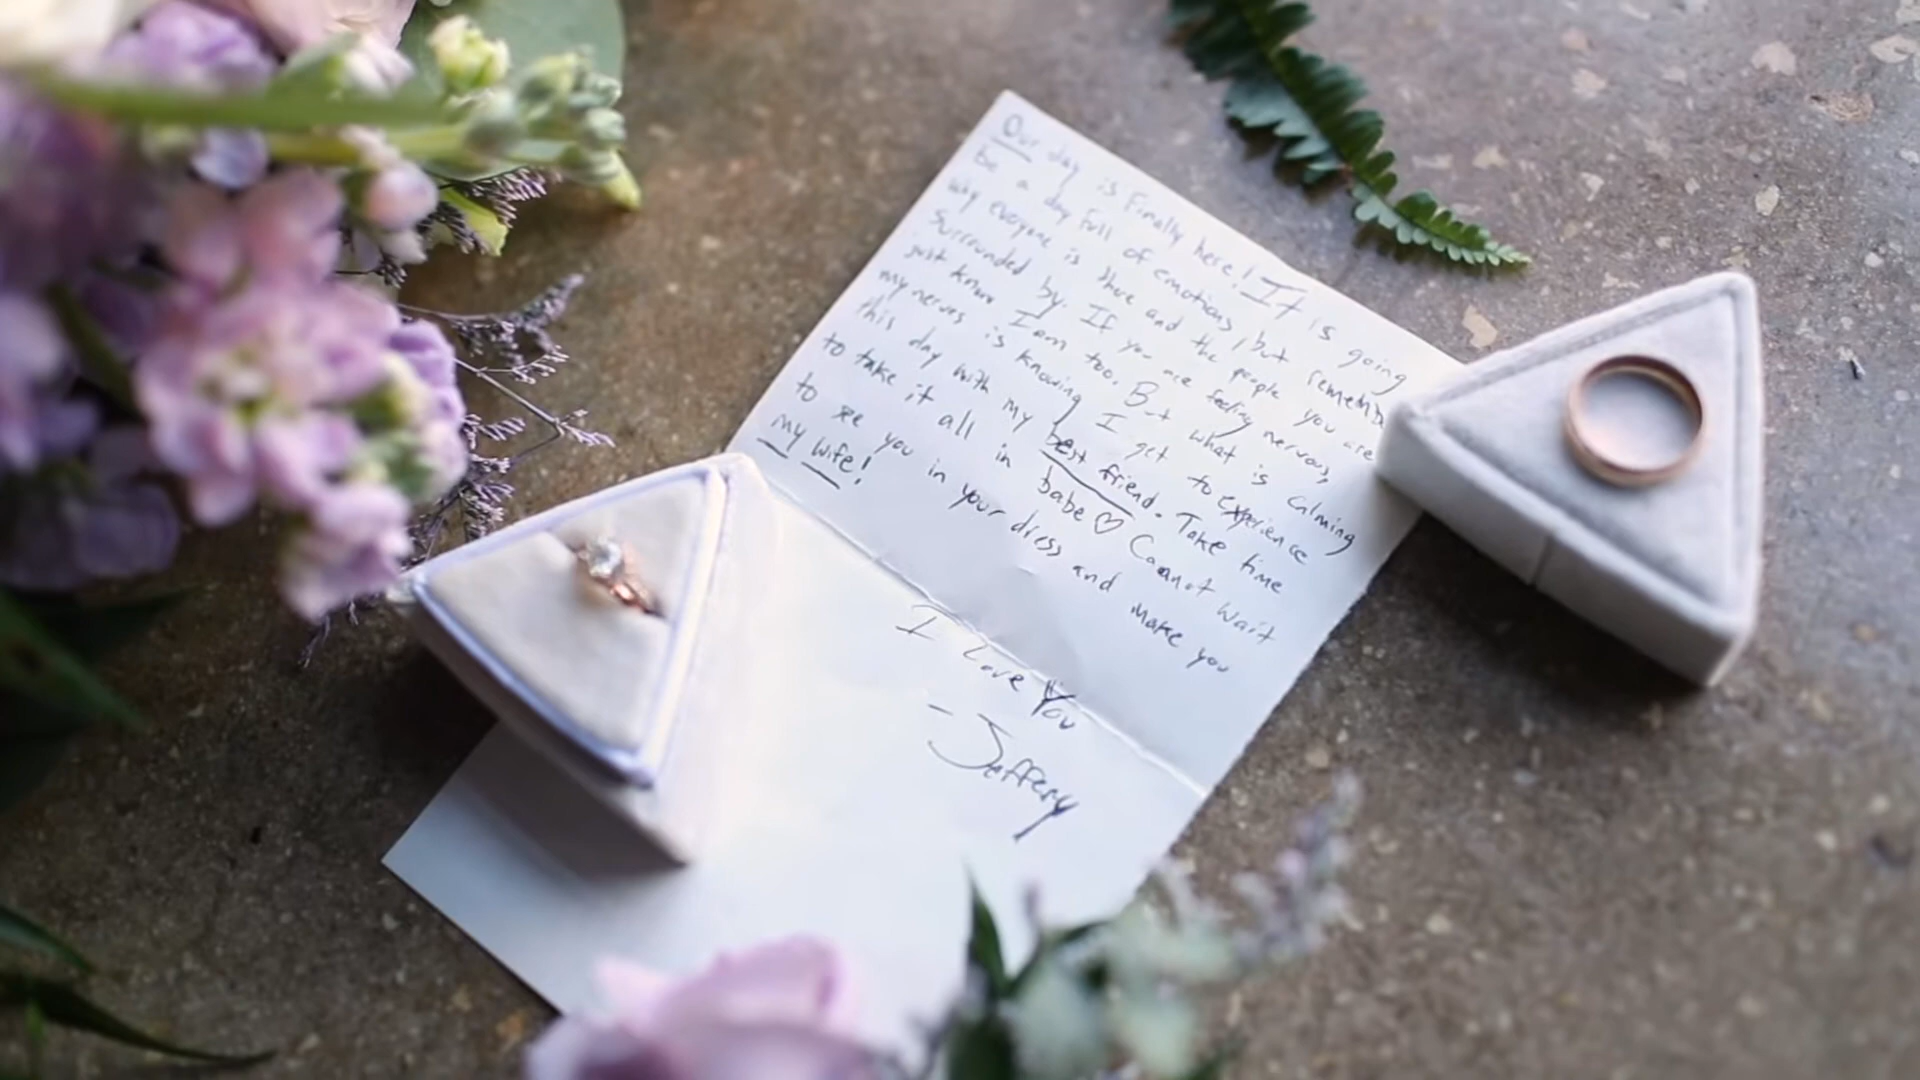 Our day is Finally here! It is going
be a day full of emotions, but rememb
why everyone is there and the people you are
surrounded by. If you are feeling nervous,
just know I am too. But what is calming
my nerves is knowing I get to experience
this day with my best friend. Take time
to take it all in babe ♡ Cannot wait
to see you in your dress and make you
my wife!
I Love You
- Jeffery